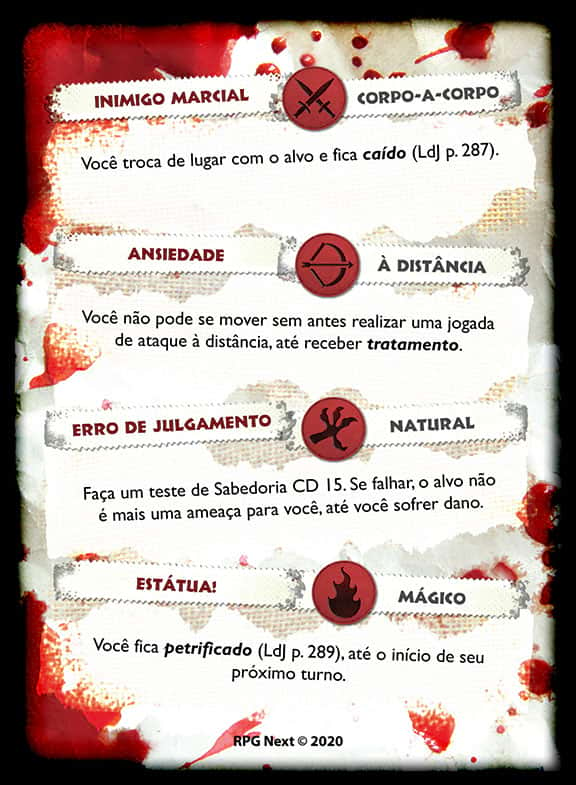 INIMIGO MARCIAL CORPO-A-CORPO
Você troca de lugar com o alvo e fica caído (LdJ p. 287).
ANSIEDADE À DISTÂNCIA
Você não pode se mover sem antes realizar uma jogada
de ataque à distância, até receber tratamento.
ERRO DE JULGAMENTO NATURAL
Faça um teste de Sabedoria CD 15. Se falhar, o alvo não
é mais uma ameaça para você, até você sofrer dano.
ESTÁTUA! MÁGICO
Você fica petrificado (LdJ p. 289), até o início de seu
próximo turno.
RPG Next © 2020